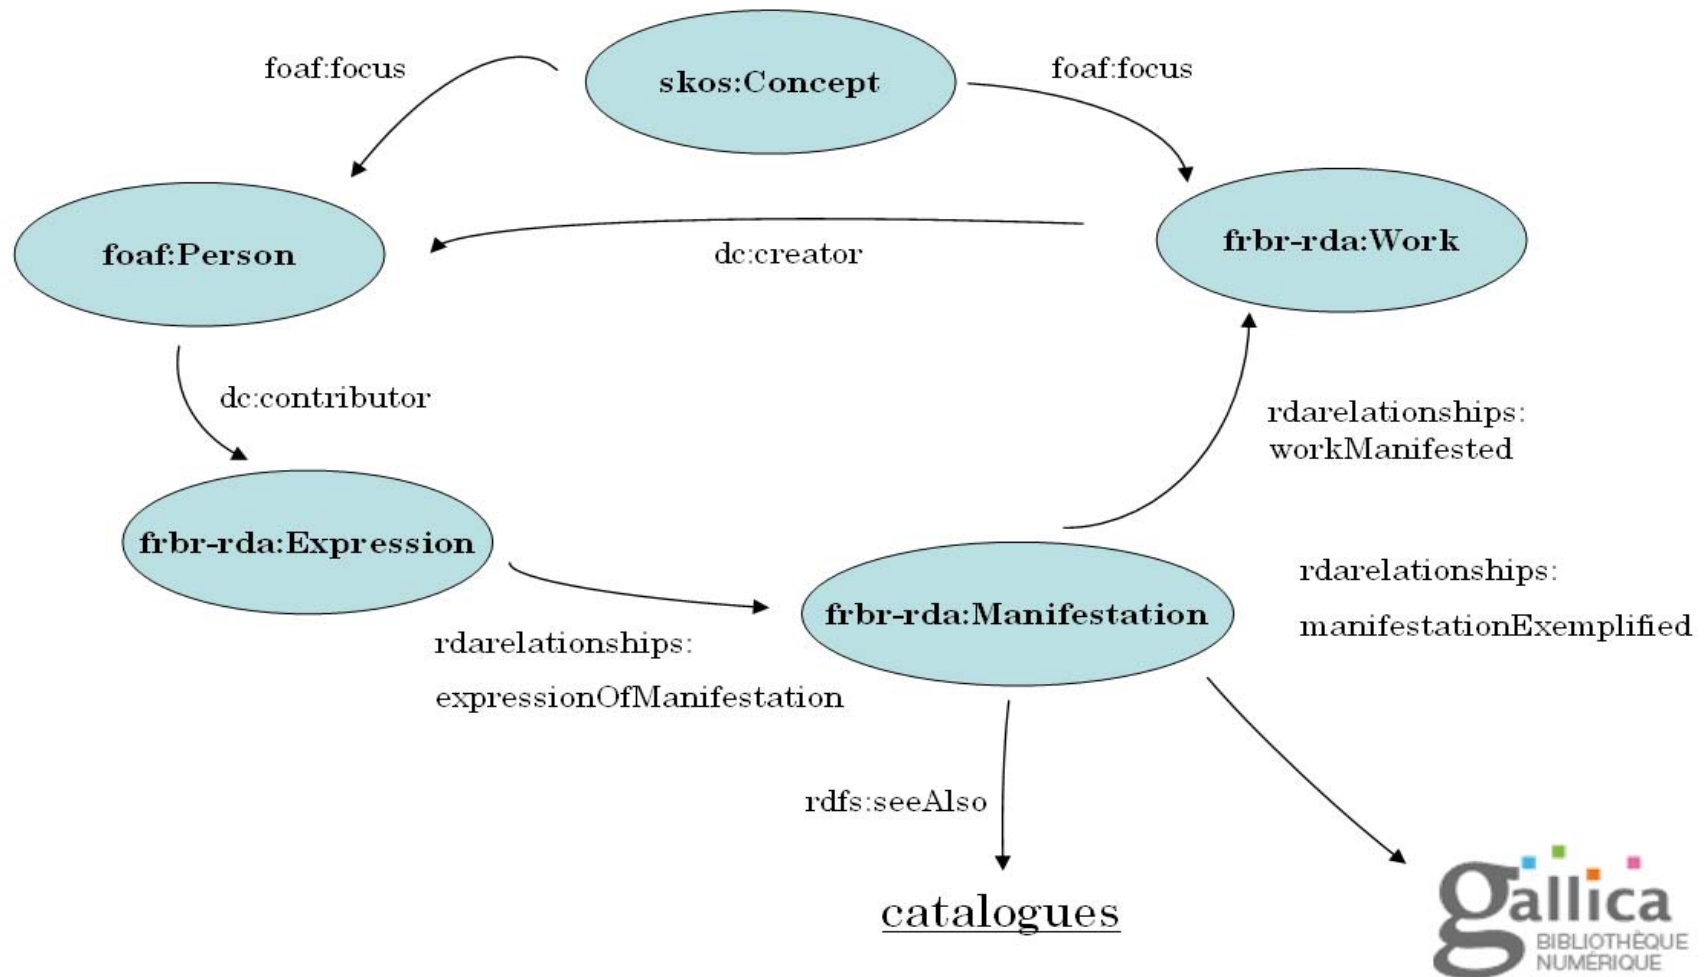 foaf:focus
skos:Concept
foaf:focus
foaf:Person
dc:creator
frbr-rda:Work
dc:contributor
rdarelationships:
workManifested
frbr-rda:Expression
rdarelationships:
manifestationExemplified
frbr-rda:Manifestation
rdarelationships:
expressionOfManifestation
rdfs:seeAlso
catalogues
gallica
BIBLIOTHÈQUE
NUMÉRIQUE